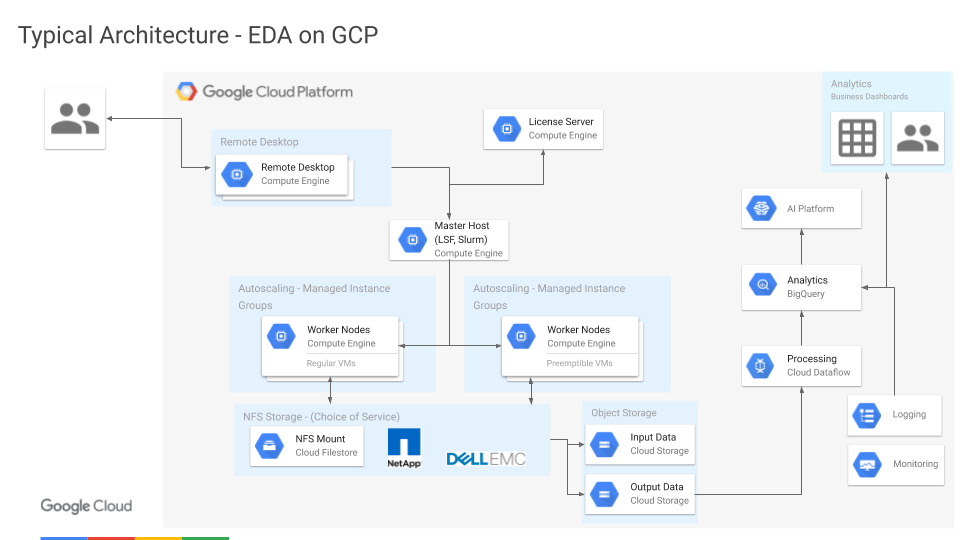 Typical Architecture - EDA on GCP
Google Cloud Platform
Analytics
Business Dashboards
Remote Desktop
Remote Desktop
Compute Engine
License Server
Compute Engine
Master Host
(LSF, Slurm)
Compute Engine
AI Platform
Analytics
BigQuery
Autoscaling - Managed Instance
Groups
Worker Nodes
Compute Engine
Regular VMs
Autoscaling - Managed Instance
Groups
Worker Nodes
Compute Engine
Preemptible VMs
Processing
Cloud Dataflow
NFS Storage - (Choice of Service)
NFS Mount
Cloud Filestore
NetApp
DELL EMC
Object Storage
Input Data
Cloud Storage
Output Data
Cloud Storage
Logging
Monitoring
Google Cloud